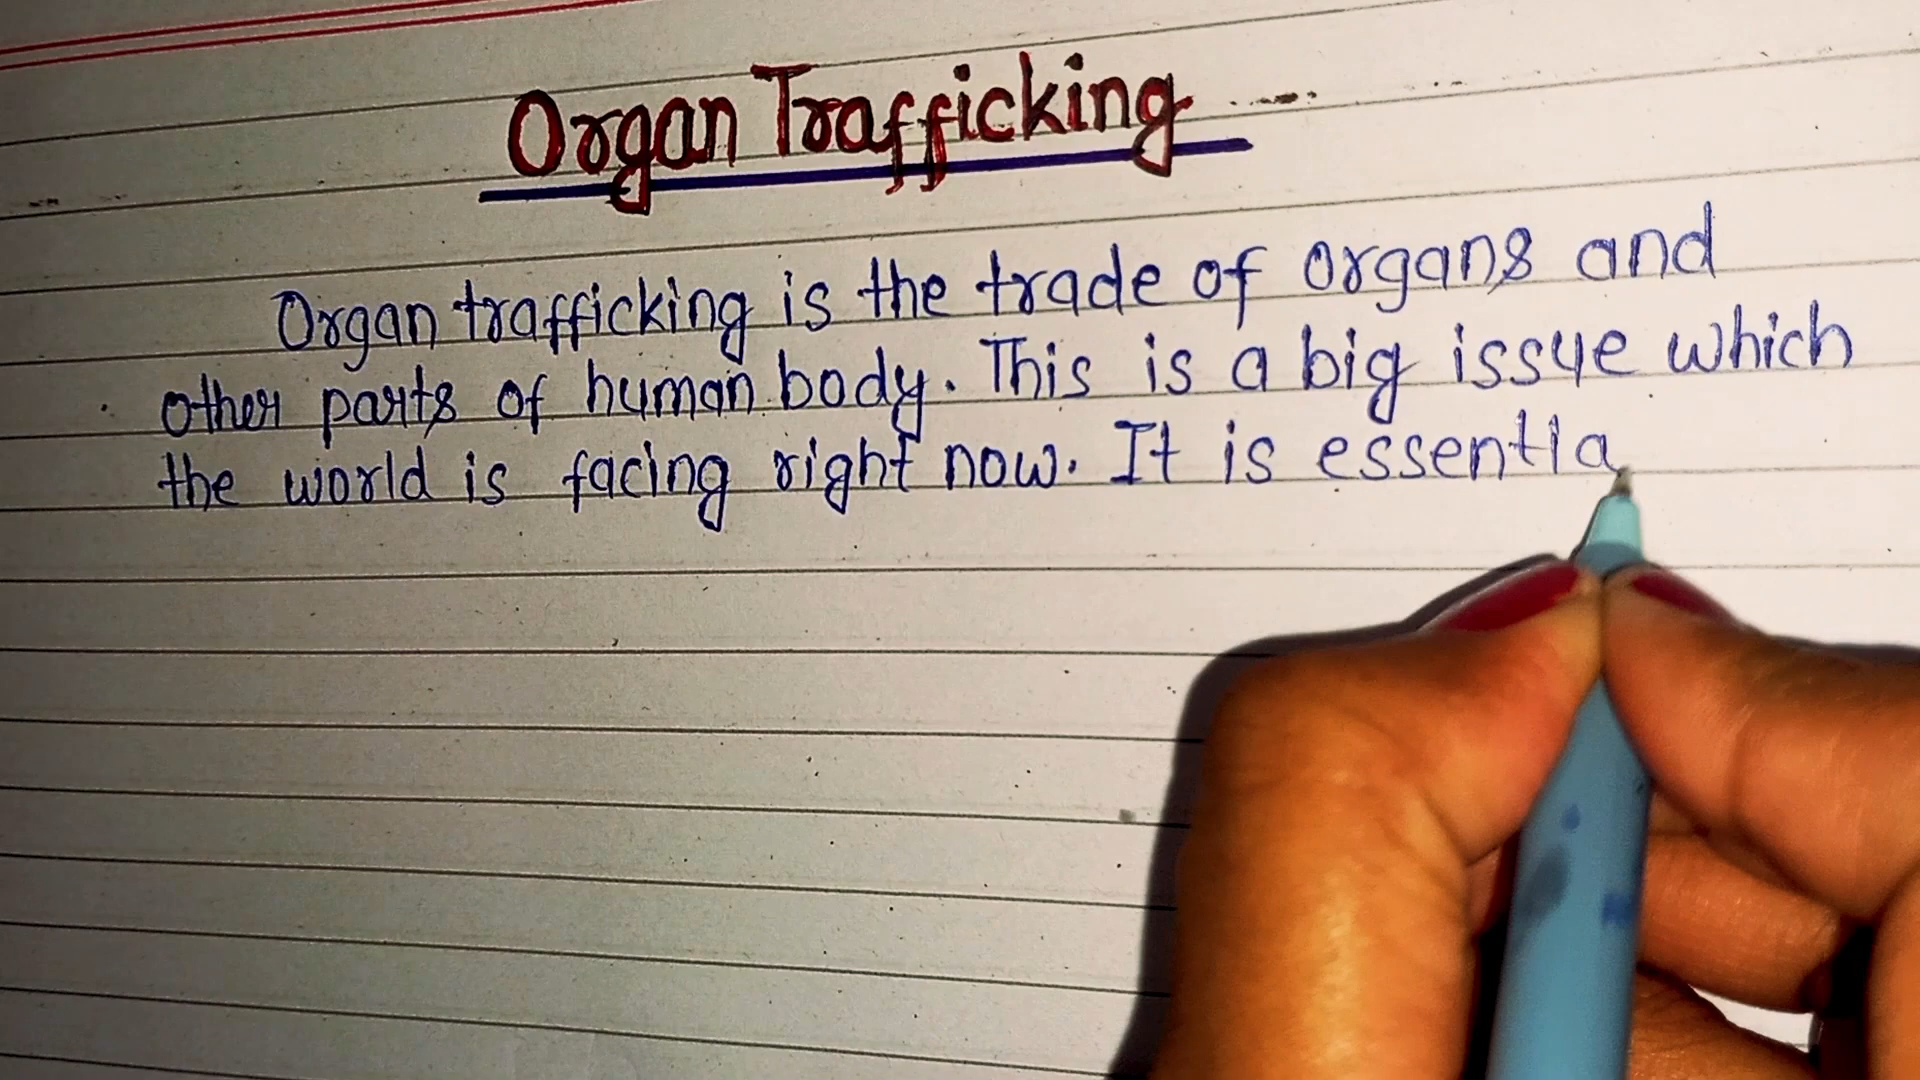 Organ Trafficking
Organ trafficking is the trade of organs and
other parts of human body. This is a big issue which
the world is facing right now. It is essentia